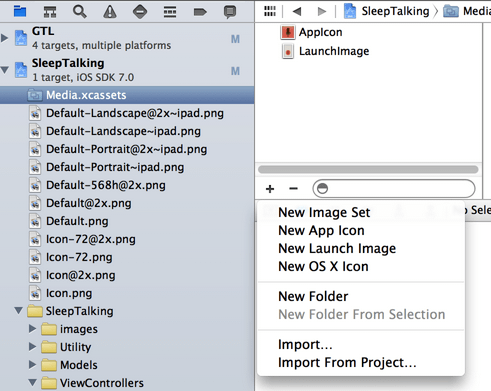 GTL
4 targets, multiple platforms
M
SleepTalking
1 target, iOS SDK 7.0
M
Media.xcassets
Default-Landscape@2x~ipad.png
Default-Landscape~ipad.png
Default-Portrait@2x~ipad.png
Default-Portrait~ipad.png
Default-568h@2x.png
Default@2x.png
Default.png
Icon-72@2x.png
Icon-72.png
Icon@2x.png
Icon.png
SleepTalking
images
Utility
Models
ViewControllers
SleepTalking
AppIcon
LaunchImage
New Image Set
New App Icon
New Launch Image
New OS X Icon
New Folder
New Folder From Selection
Import...
Import From Project...